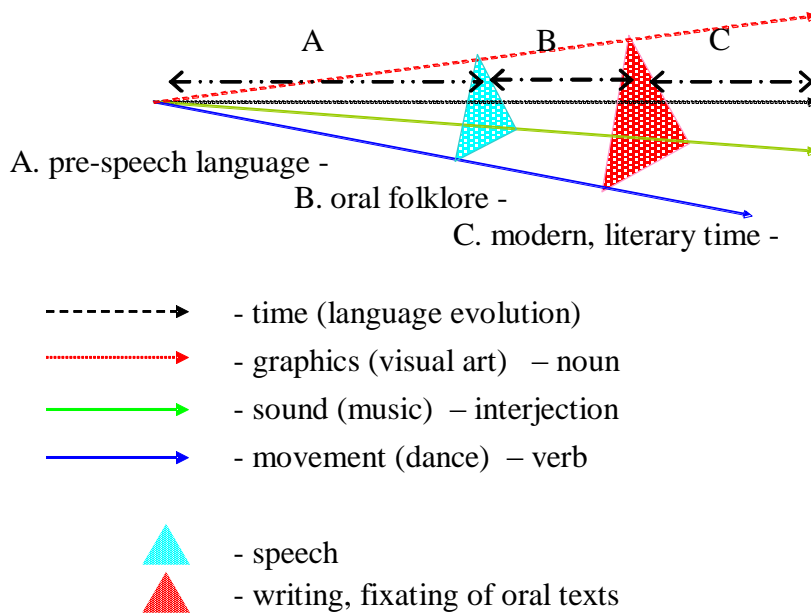 A
B
C
A. pre-speech language -
B. oral folklore -
C. modern, literary time -
- time (language evolution)
- graphics (visual art) – noun
- sound (music) – interjection
- movement (dance) – verb
- speech
- writing, fixating of oral texts